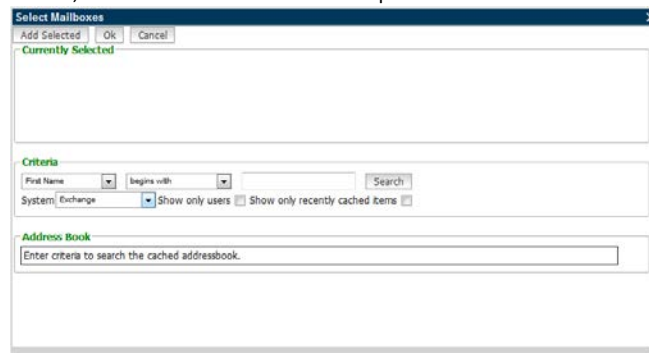 Select Mailboxes
Add Selected Ok Cancel
Currently Selected
Criteria
First Name begins with Search
System Exchange Show only users Show only recently cached items
Address Book
Enter criteria to search the cached addressbook.